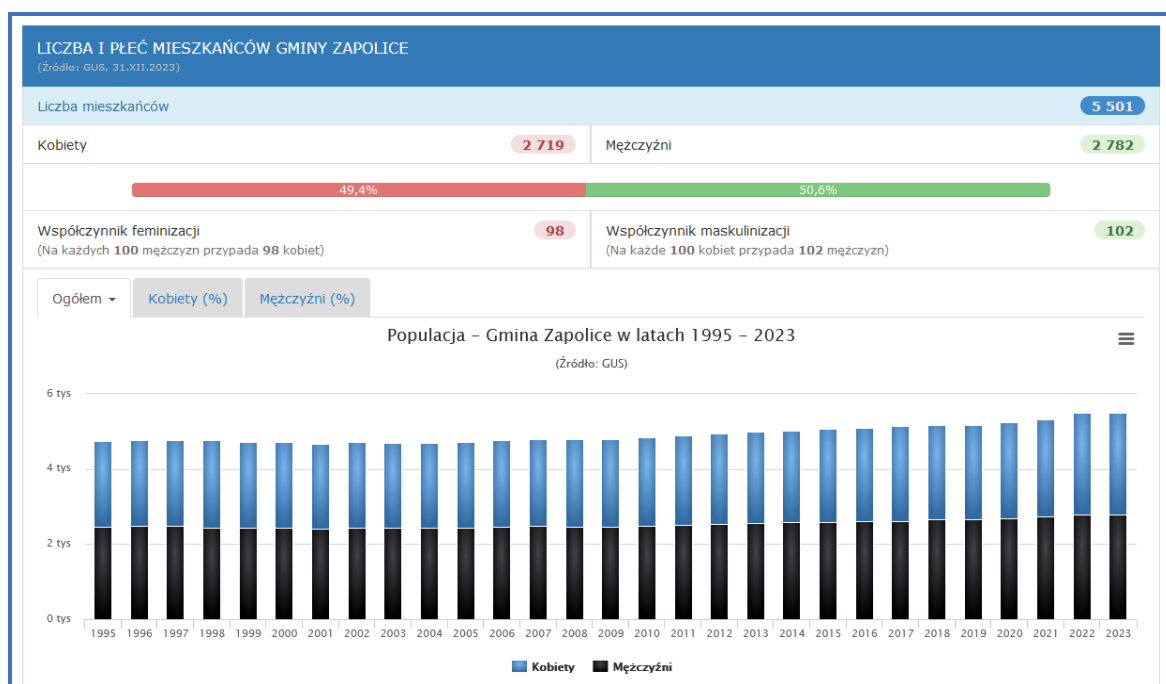 LICZBA I PŁEĆ MIESZKAŃCÓW GMINY ZAPOLICE
(Źródło: GUS, 31.XII.2023)
Liczba mieszkańców 5 501
Kobiety 2 719 Mężczyźni 2 782
49,4% 50,6%
Współczynnik feminizacji 98 Współczynnik maskulinizacji 102
(Na każdych 100 mężczyzn przypada 98 kobiet) (Na każde 100 kobiet przypada 102 mężczyzn)
Ogółem Kobiety (%) Mężczyźni (%)
Populacja – Gmina Zapolice w latach 1995 – 2023
(Źródło: GUS)
6 tys
4 tys
2 tys
0 tys
1995 1996 1997 1998 1999 2000 2001 2002 2003 2004 2005 2006 2007 2008 2009 2010 2011 2012 2013 2014 2015 2016 2017 2018 2019 2020 2021 2022 2023
Kobiety Mężczyźni